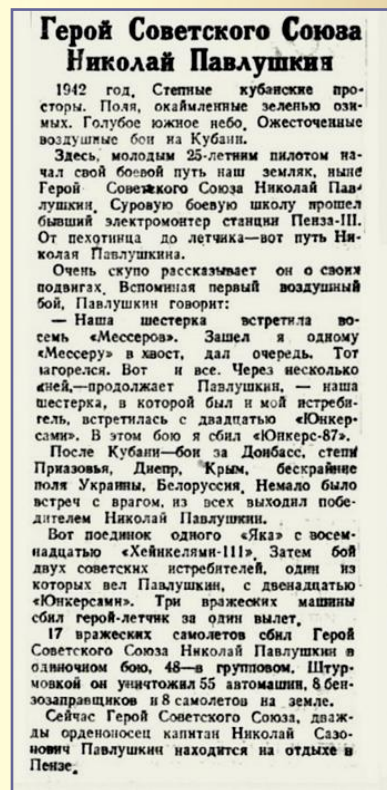 Герой Советского Союза
Николай Павлушкин
1942 год. Степные кубанские про-
сторы. Поля, окаймленные зеленью ози-
мых. Голубое южное небо. Ожесточенные
воздушные бои на Кубани.
Здесь, молодым 25-летним пилотом на-
чал свой боевой путь наш земляк, ныне
Герой Советского Союза Николай Пав-
лушкин. Суровую боевую школу прошел
бывший электромонтер станции Пенза-III.
От пехотинца до летчика—вот путь Ни-
колая Павлушкина.
Очень скупо рассказывает он о своих
подвигах. Вспоминая первый воздушный
бой, Павлушкин говорит:
— Наша шестерка встретила во-
семь «Мессеров». Зашел я одному
«Мессеру» в хвост, дал очередь. Тот
загорелся. Вот и все. Через несколько
дней,—продолжает Павлушкин, — наша
шестерка, в которой был и мой истреби-
тель, встретилась с двадцатью «Юнкер-
сами». В этом бою я сбил «Юнкерс-87».
После Кубани—бои за Донбасс, степи
Приазовья, Днепр, Крым, бескрайние
поля Украины, Белоруссия. Немало было
встреч с врагом, из всех выходил побе-
дителем Николай Павлушкин.
Вот поединок одного «Яка» с восем-
надцатью «Хейнкелями-III». Затем бой
двух советских истребителей, один из
которых вел Павлушкин, с двенадцатью
«Юнкерсами». Три вражеских машины
сбил герой-летчик за один вылет.
17 вражеских самолетов сбил Герой
Советского Союза Николай Павлушкин в
одиночном бою, 48—в групповом. Штур-
мовкой он уничтожил 55 автомашин, 8 бен-
зозаправщиков и 8 самолетов на земле.
Сейчас Герой Советского Союза, дваж-
ды орденоносец капитан Николай Сазо-
нович Павлушкин находится на отдыхе в
Пензе.